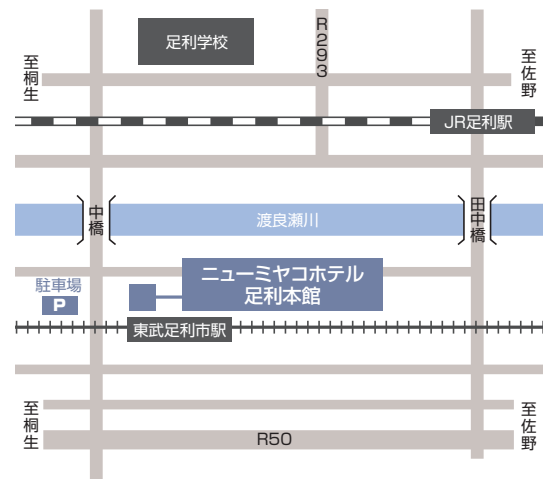 足利学校
R293
至桐生
至佐野
JR足利駅
中橋
渡良瀬川
田中橋
ニューミヤコホテル
足利本館
駐車場
P
東武足利市駅
至桐生
至佐野
R50